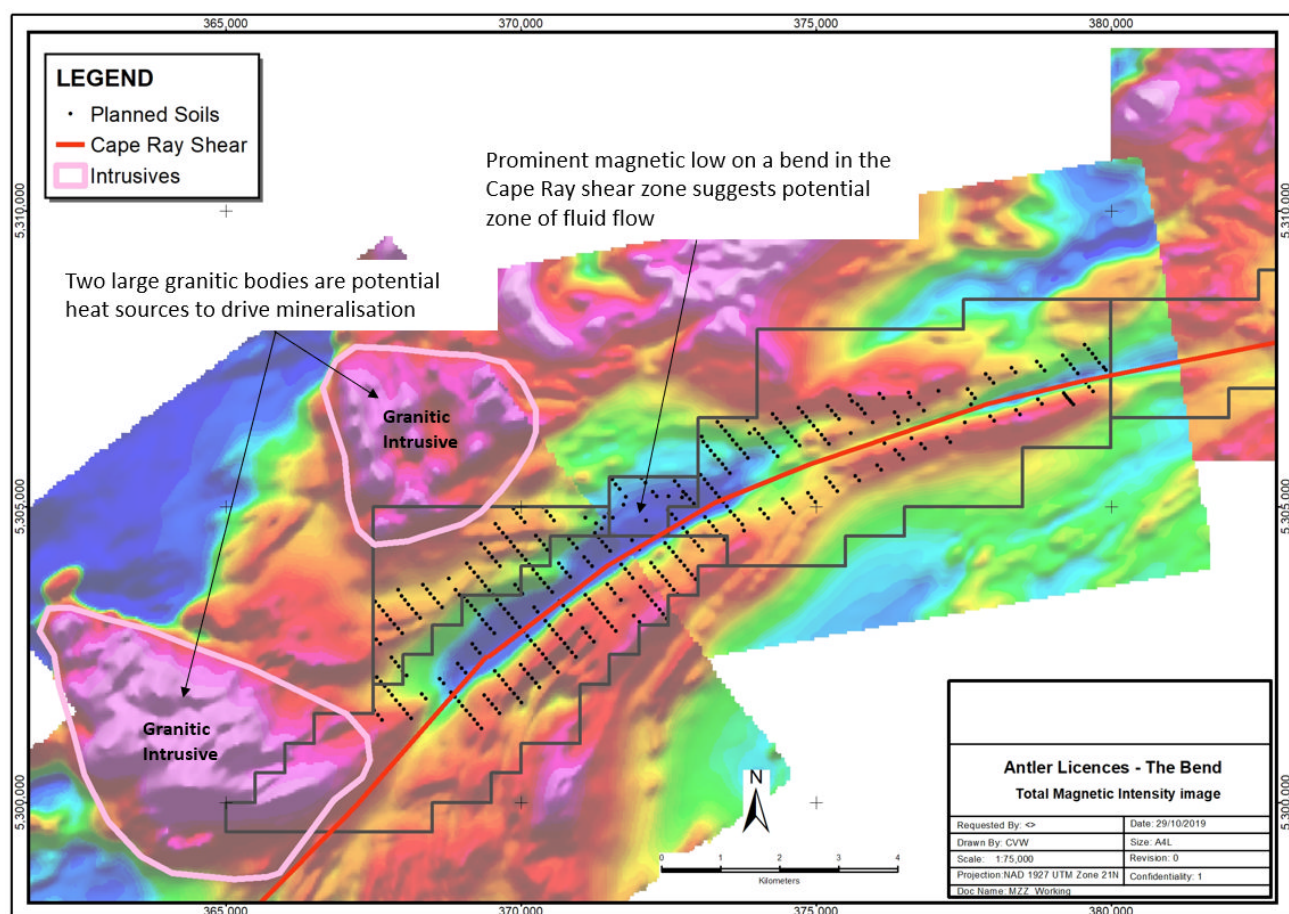 365,000
370,000
375,000
380,000
LEGEND
Planned Soils
Cape Ray Shear
Intrusives
Prominent magnetic low on a bend in the
Cape Ray shear zone suggests potential
zone of fluid flow
5,310,000
5,310,000
Two large granitic bodies are potential
heat sources to drive mineralisation
Granitic
Intrusive
5,305,000
5,305,000
Granitic
Intrusive
5,300,000
5,300,000
N
0 1 2 3 4
Kilometers
Antler Licences - The Bend
Total Magnetic Intensity image
Requested By: <>
Date: 29/10/2019
Drawn By: CVW
Size: A4L
Scale: 1:75,000
Revision: 0
Projection:NAD 1927 UTM Zone 21N
Confidentiality: 1
Doc Name: MZZ_Working
365,000
370,000
375,000
380,000